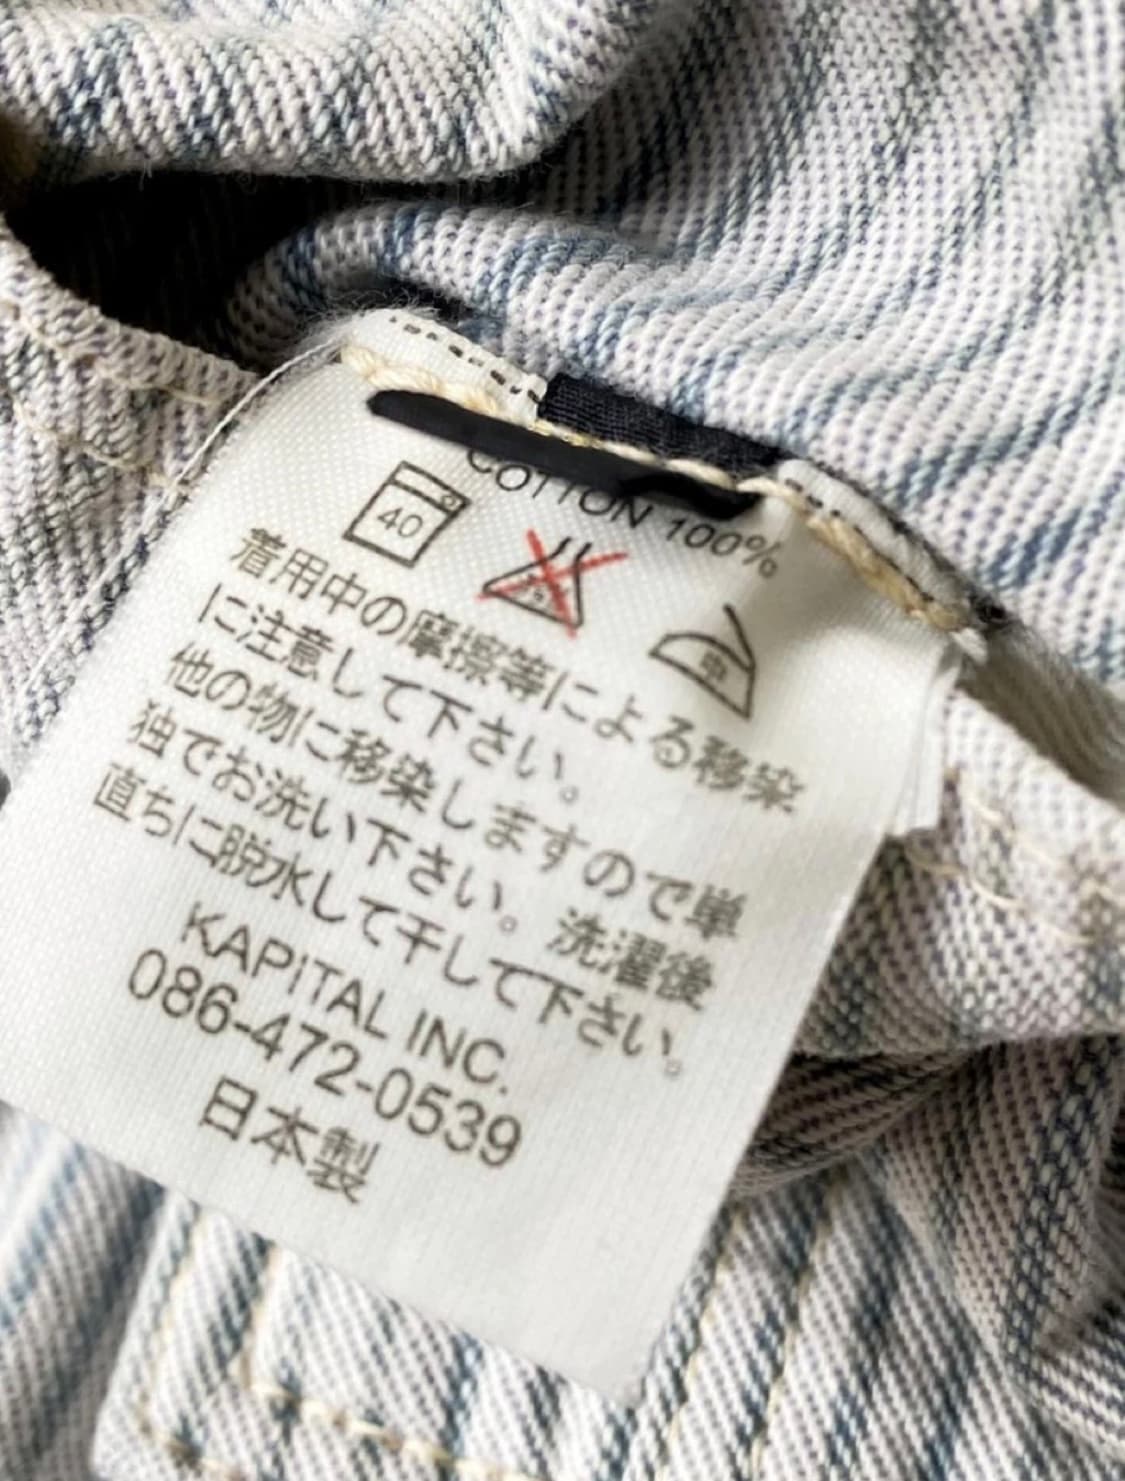 COTTON 100%
40
着用中の摩擦等による移染
に注意して下さい。
他の物に移染しますので単
独でお洗い下さい。洗濯後
直ちに脱水して干して下さい。
KAPiTAL INC.
086-472-0539
日本製